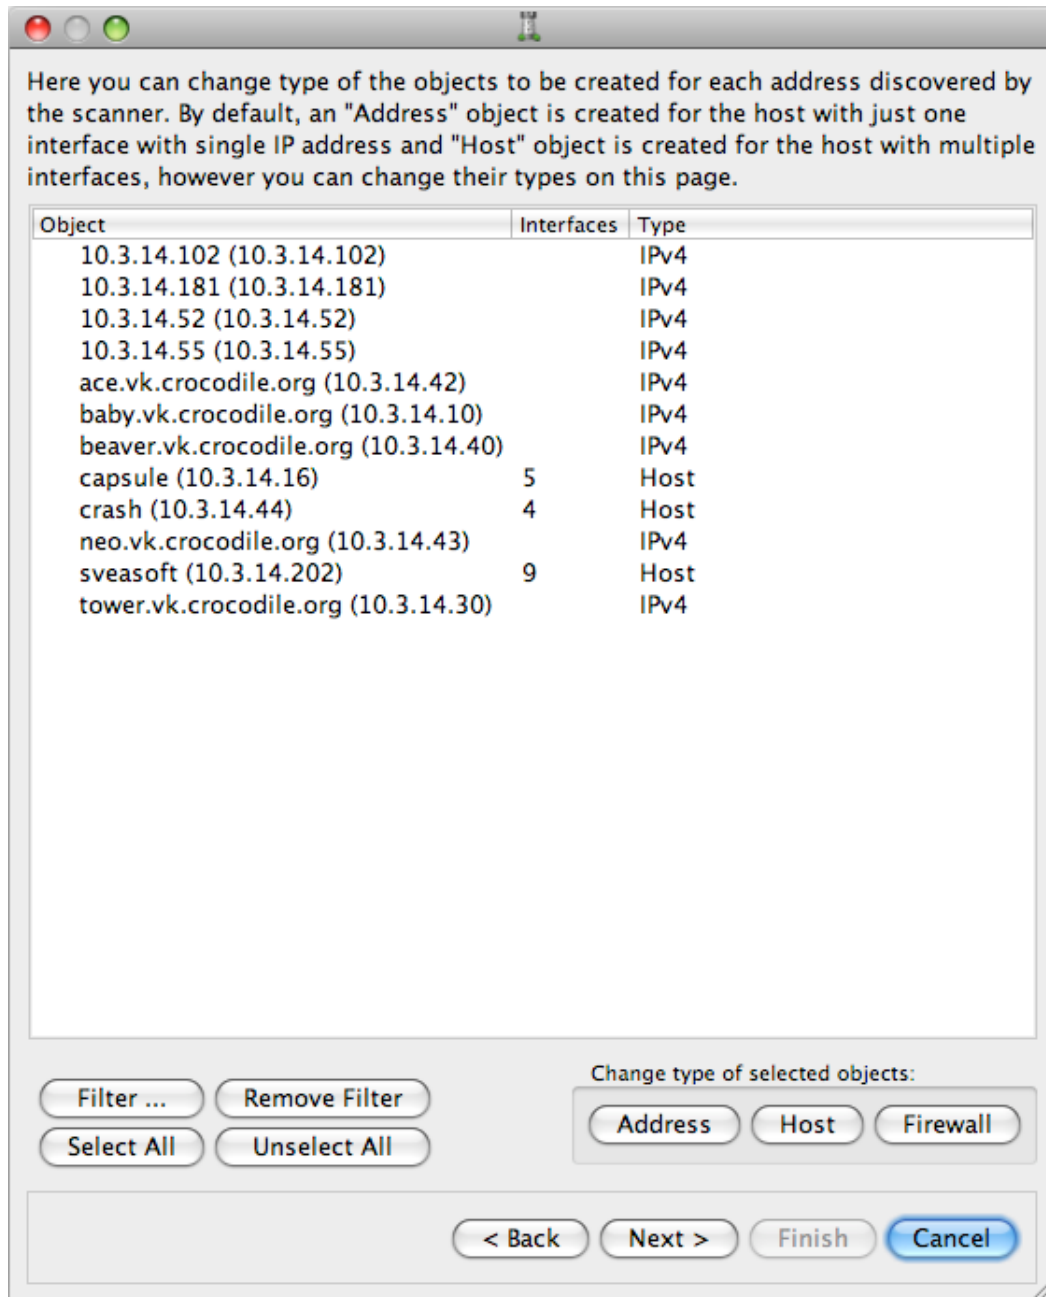 Here you can change type of the objects to be created for each address discovered by
the scanner. By default, an "Address" object is created for the host with just one
interface with single IP address and "Host" object is created for the host with multiple
interfaces, however you can change their types on this page.
Object Interfaces Type
10.3.14.102 (10.3.14.102) IPv4
10.3.14.181 (10.3.14.181) IPv4
10.3.14.52 (10.3.14.52) IPv4
10.3.14.55 (10.3.14.55) IPv4
ace.vk.crocodile.org (10.3.14.42) IPv4
baby.vk.crocodile.org (10.3.14.10) IPv4
beaver.vk.crocodile.org (10.3.14.40) IPv4
capsule (10.3.14.16) 5 Host
crash (10.3.14.44) 4 Host
neo.vk.crocodile.org (10.3.14.43) IPv4
sveasoft (10.3.14.202) 9 Host
tower.vk.crocodile.org (10.3.14.30) IPv4
Change type of selected objects:
Filter ... Remove Filter
Address Host Firewall
Select All Unselect All
< Back Next > Finish Cancel